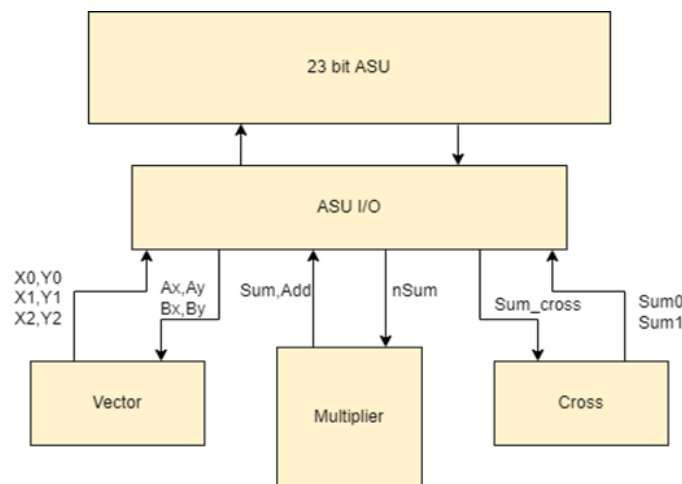 23 bit ASU
ASU I/O
X0,Y0
X1,Y1
X2,Y2
Ax,Ay
Bx,By
Sum,Add
nSum
Sum_cross
Sum0
Sum1
Vector
Multiplier
Cross